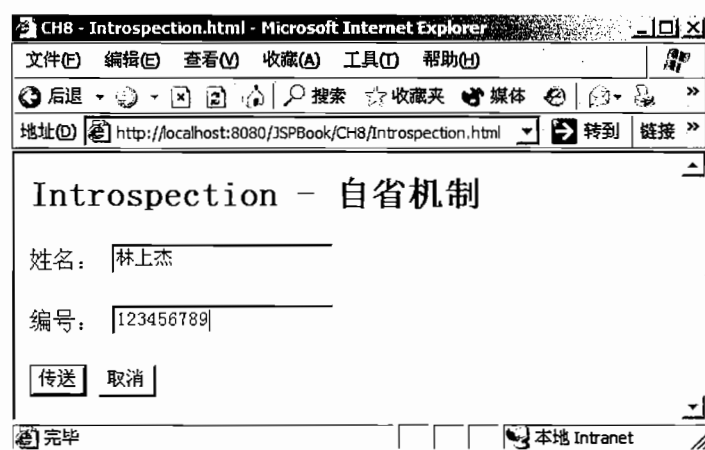 CH8 - Introspection.html - Microsoft Internet Explorer
文件(F) 编辑(E) 查看(V) 收藏(A) 工具(T) 帮助(H)
后退 搜索 收藏夹 媒体 »
地址(D) http://localhost:8080/JSPBook/CH8/Introspection.html 转到 链接 »
Introspection - 自省机制
姓名： 林上杰
编号： 123456789
传送 取消
完毕 本地 Intranet